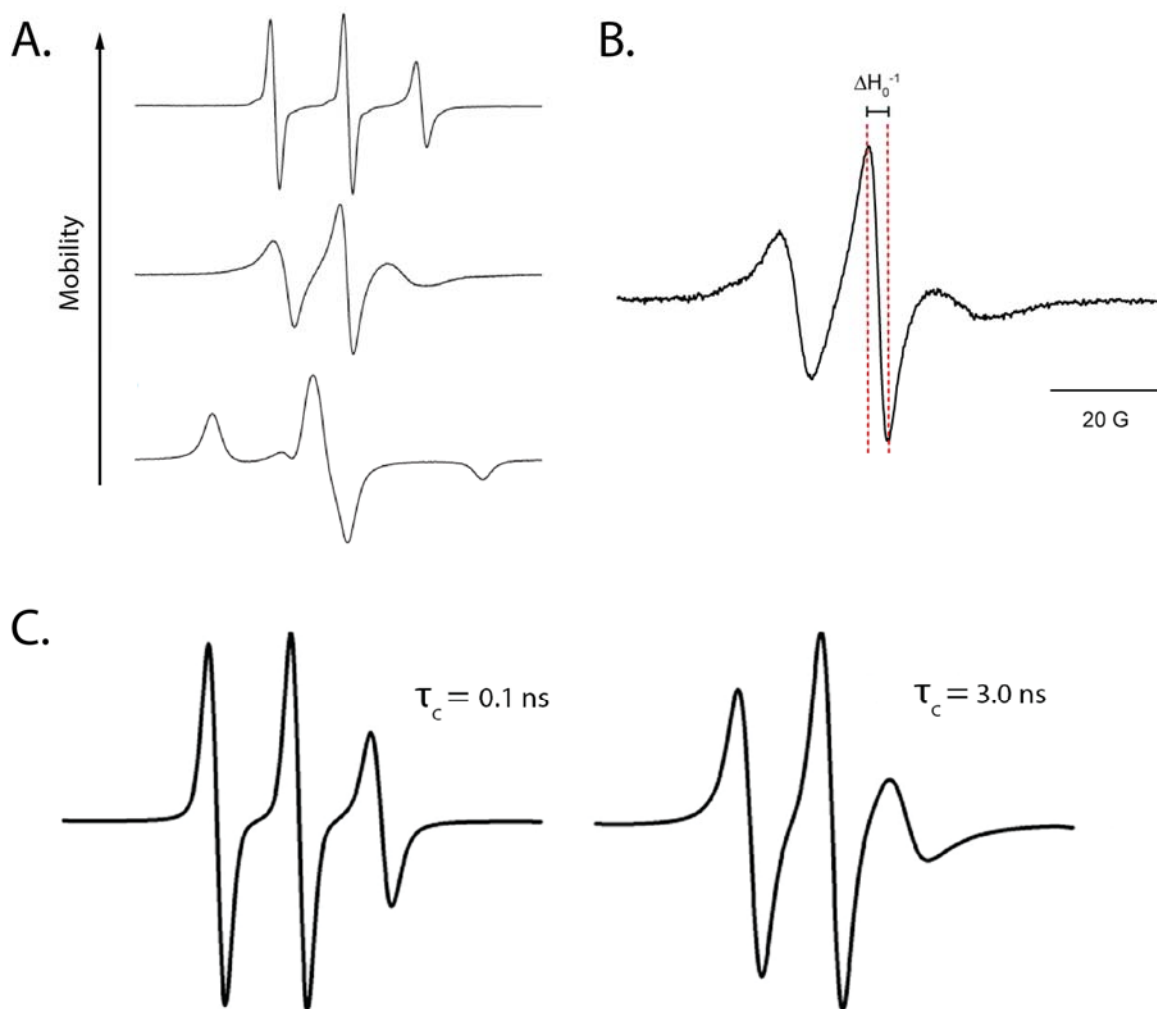 A.
Mobility
B.
ΔH₀⁻¹
20 G
C.
τc = 0.1 ns
τc = 3.0 ns